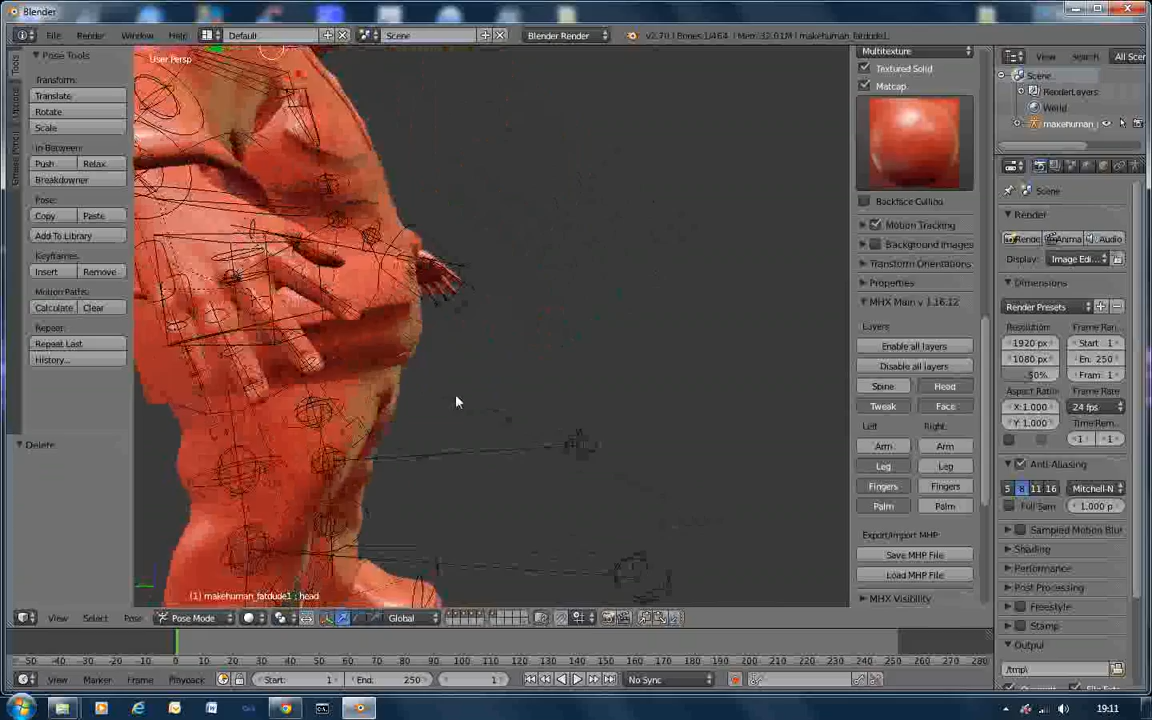 Blender
File Render Window Help Default Scene Blender Render v2.70 | Bones:1/464 | Mem: 32.01M | makehuman_fatdude1
Pose Tools
Transform:
Translate
Rotate
Scale
In-Between:
Push Relax
Breakdowner
Pose:
Copy Paste
Add To Library
Keyframes:
Insert Remove
Motion Paths:
Calculate Clear
Repeat:
Repeat Last
History...
Delete
Tools
Options
Grease Pencil
User Persp
(1) makehuman_fatdude1 : head
Multitexture
Textured Solid
Matcap
Backface Culling
Motion Tracking
Background Images
Transform Orientations
Properties
MHX Main v 1.16.12
Layers
Enable all layers
Disable all layers
Spine Head
Tweak Face
Left Right
Arm Arm
Leg Leg
Fingers Fingers
Palm Palm
Export/Import MHP
Save MHP File
Load MHP File
MHX Visibility
View Search All Scen
Scene
RenderLayers
World
makehuman_
Scene
Render
Rende Anima Audio
Display: Image Edi...
Dimensions
Render Presets
Resolution: Frame Ran...
1920 px Start: 1
1080 px En: 250
50% Fram: 1
Aspect Ratio: Frame Rate:
X:1.000 24 fps
Y: 1.000 Time Rem...
Anti-Aliasing
5 8 11 16 Mitchell-N
Full Sam 1.000 p
Sampled Motion Blur
Shading
Performance
Post Processing
Freestyle
Stamp
Output
/tmp\
View Select Pose Pose Mode Global
-50 -40 -30 -20 -10 0 10 20 30 40 50 60 70 80 90 100 110 120 130 140 150 160 170 180 190 200 210 220 230 240 250 260 270 280
View Marker Frame Playback Start: 1 End: 250 1 No Sync
19:11